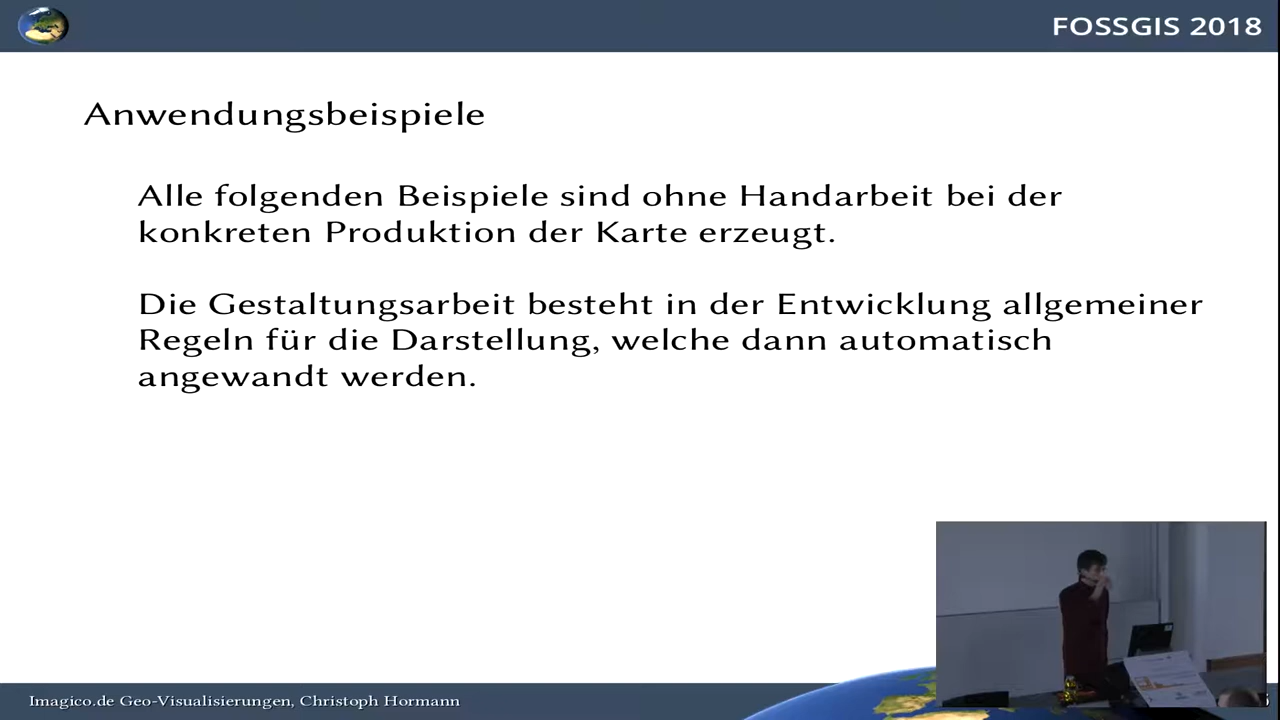 FOSSGIS 2018
Anwendungsbeispiele
Alle folgenden Beispiele sind ohne Handarbeit bei der
konkreten Produktion der Karte erzeugt.
Die Gestaltungsarbeit besteht in der Entwicklung allgemeiner
Regeln für die Darstellung, welche dann automatisch
angewandt werden.
Imagico.de Geo-Visualisierungen, Christoph Hormann